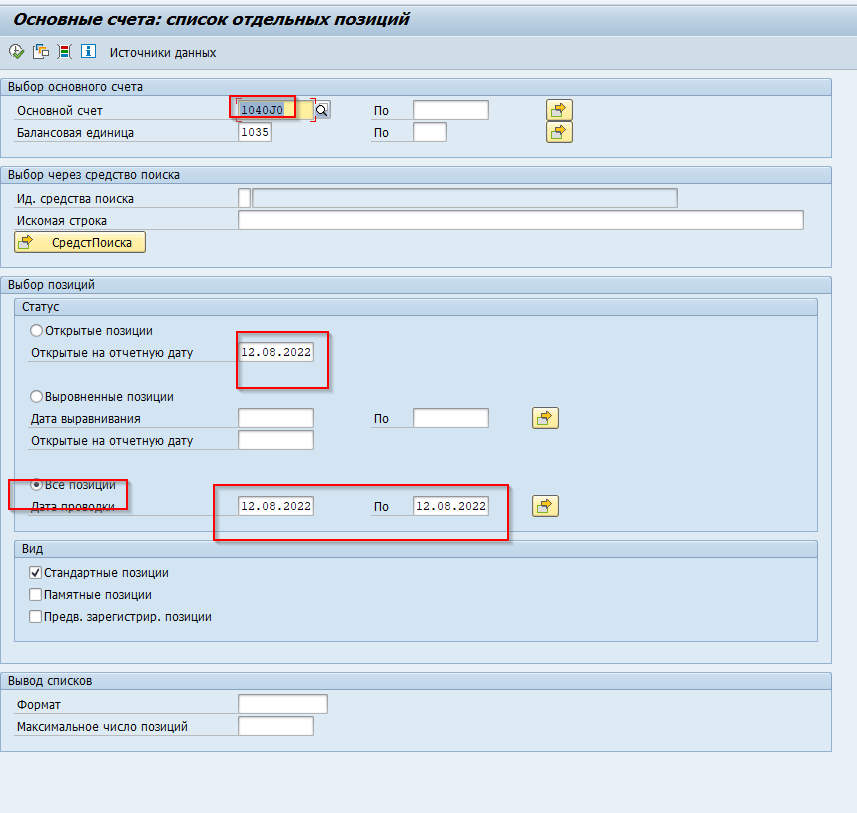 Основные счета: список отдельных позиций
Источники данных
Выбор основного счета
Основной счет 1040J0 По
Балансовая единица 1035 По
Выбор через средство поиска
Ид. средства поиска
Искомая строка
СредстПоиска
Выбор позиций
Статус
Открытые позиции
Открытые на отчетную дату 12.08.2022
Выровненные позиции
Дата выравнивания По
Открытые на отчетную дату
Все позиции
Дата проводки 12.08.2022 По 12.08.2022
Вид
Стандартные позиции
Памятные позиции
Предв. зарегистрир. позиции
Вывод списков
Формат
Максимальное число позиций